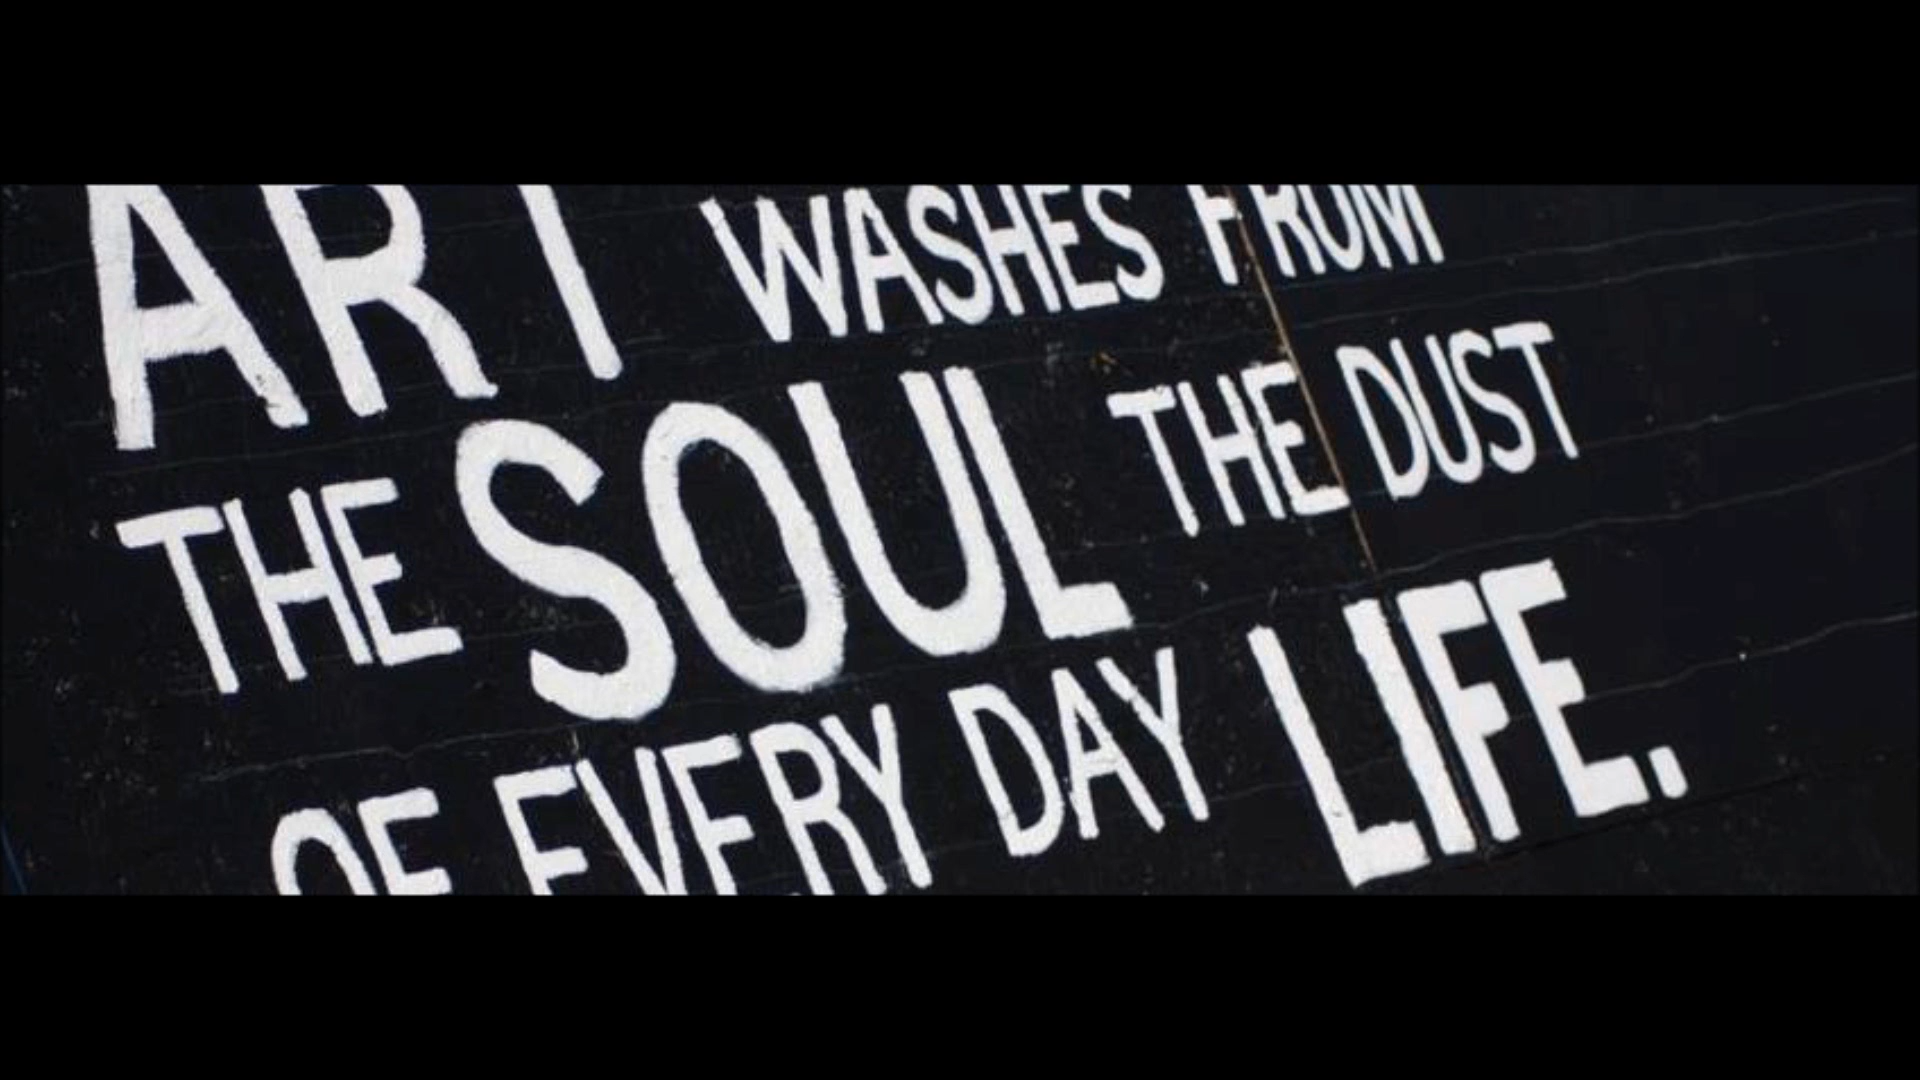 ART WASHES FROM
THE SOUL THE DUST
OF EVERY DAY LIFE.